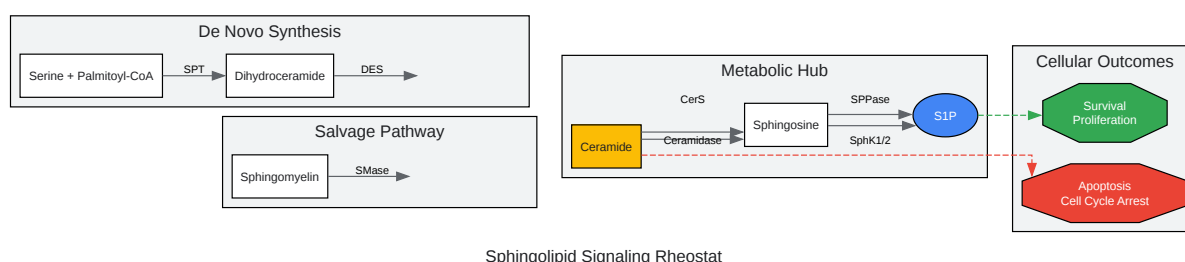 De Novo Synthesis
Serine + Palmitoyl-CoA
SPT
Dihydroceramide
DES
Salvage Pathway
Sphingomyelin
SMase
Metabolic Hub
Ceramide
CerS
Ceramidase
Sphingosine
SPPase
SphK1/2
S1P
Cellular Outcomes
Survival
Proliferation
Apoptosis
Cell Cycle Arrest
Sphingolipid Signaling Rheostat